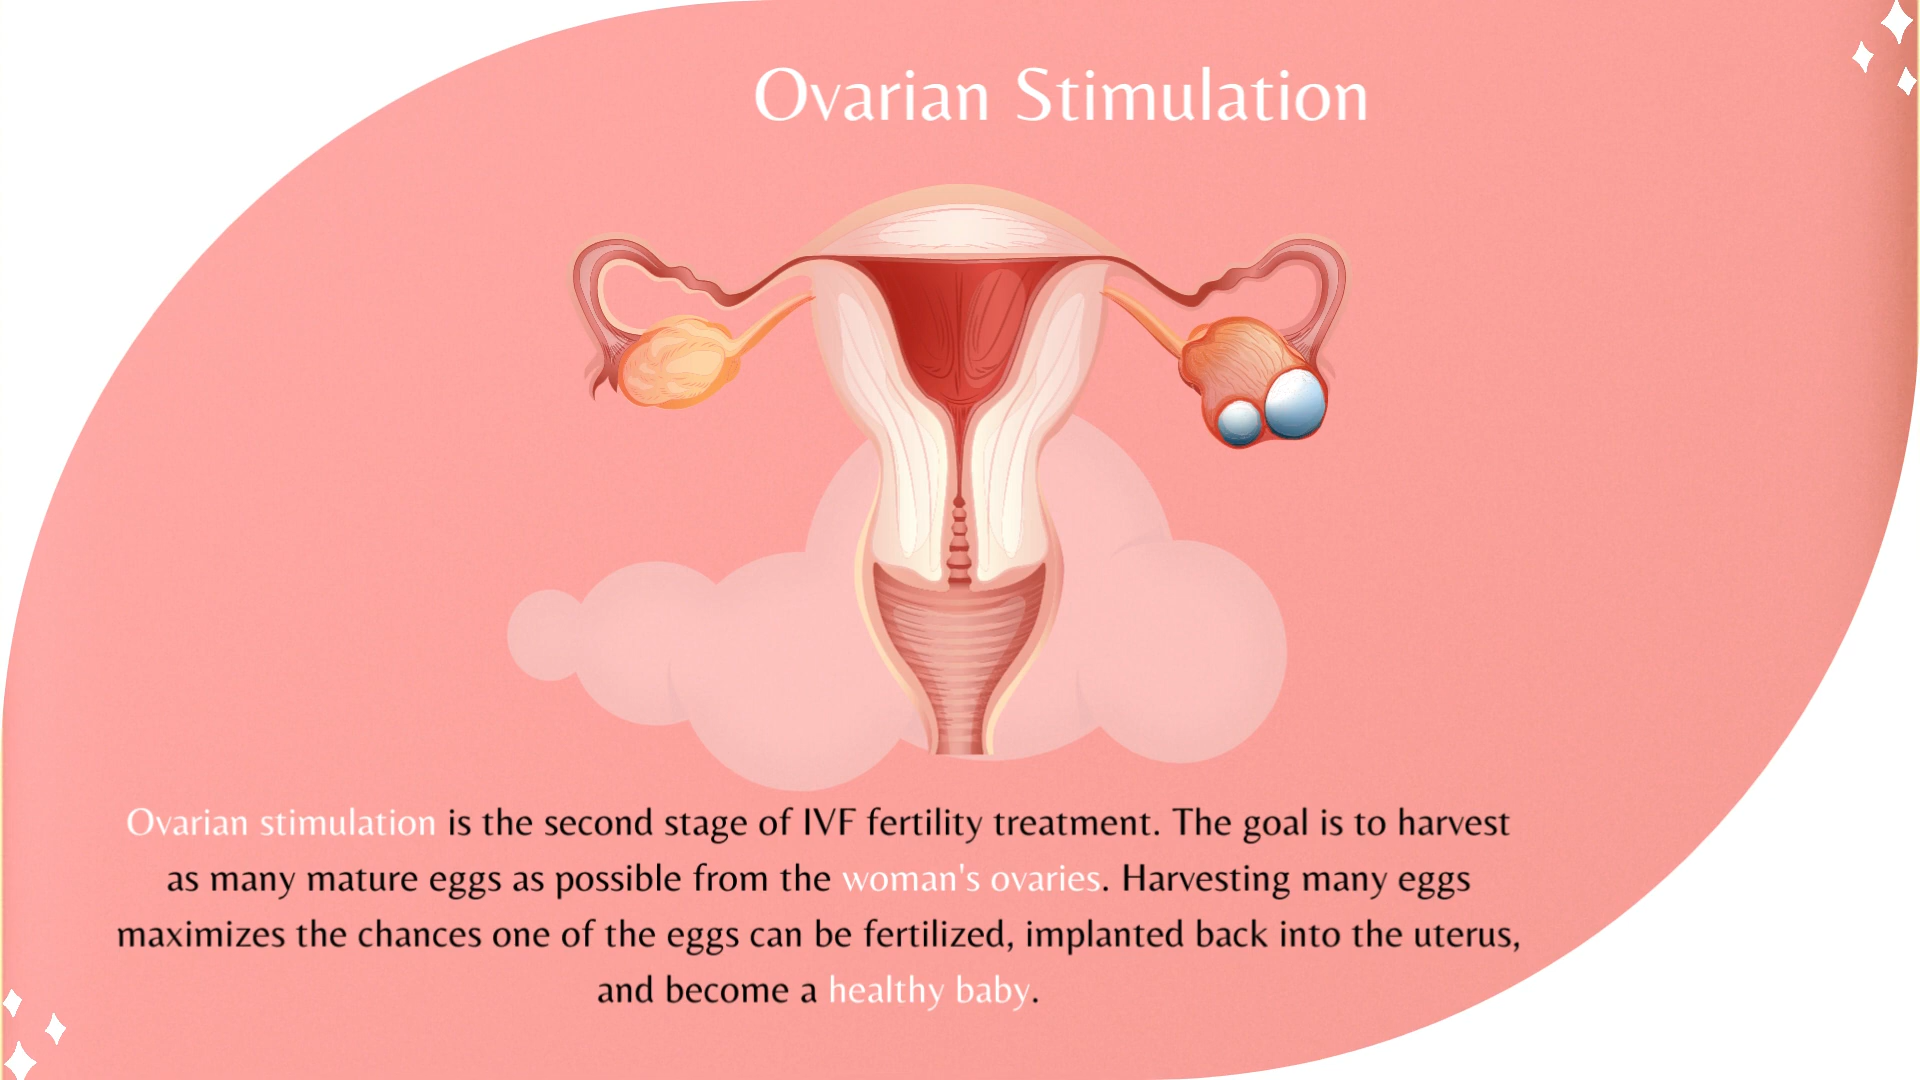 Ovarian Stimulation
Ovarian stimulation is the second stage of IVF fertility treatment. The goal is to harvest
as many mature eggs as possible from the woman's ovaries. Harvesting many eggs
maximizes the chances one of the eggs can be fertilized, implanted back into the uterus,
and become a healthy baby.